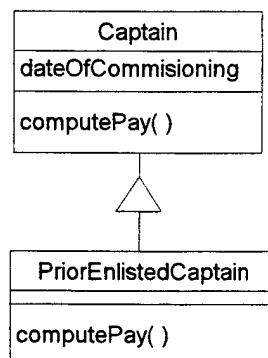 Captain
dateOfCommisioning
computePay( )
PriorEnlistedCaptain
computePay( )